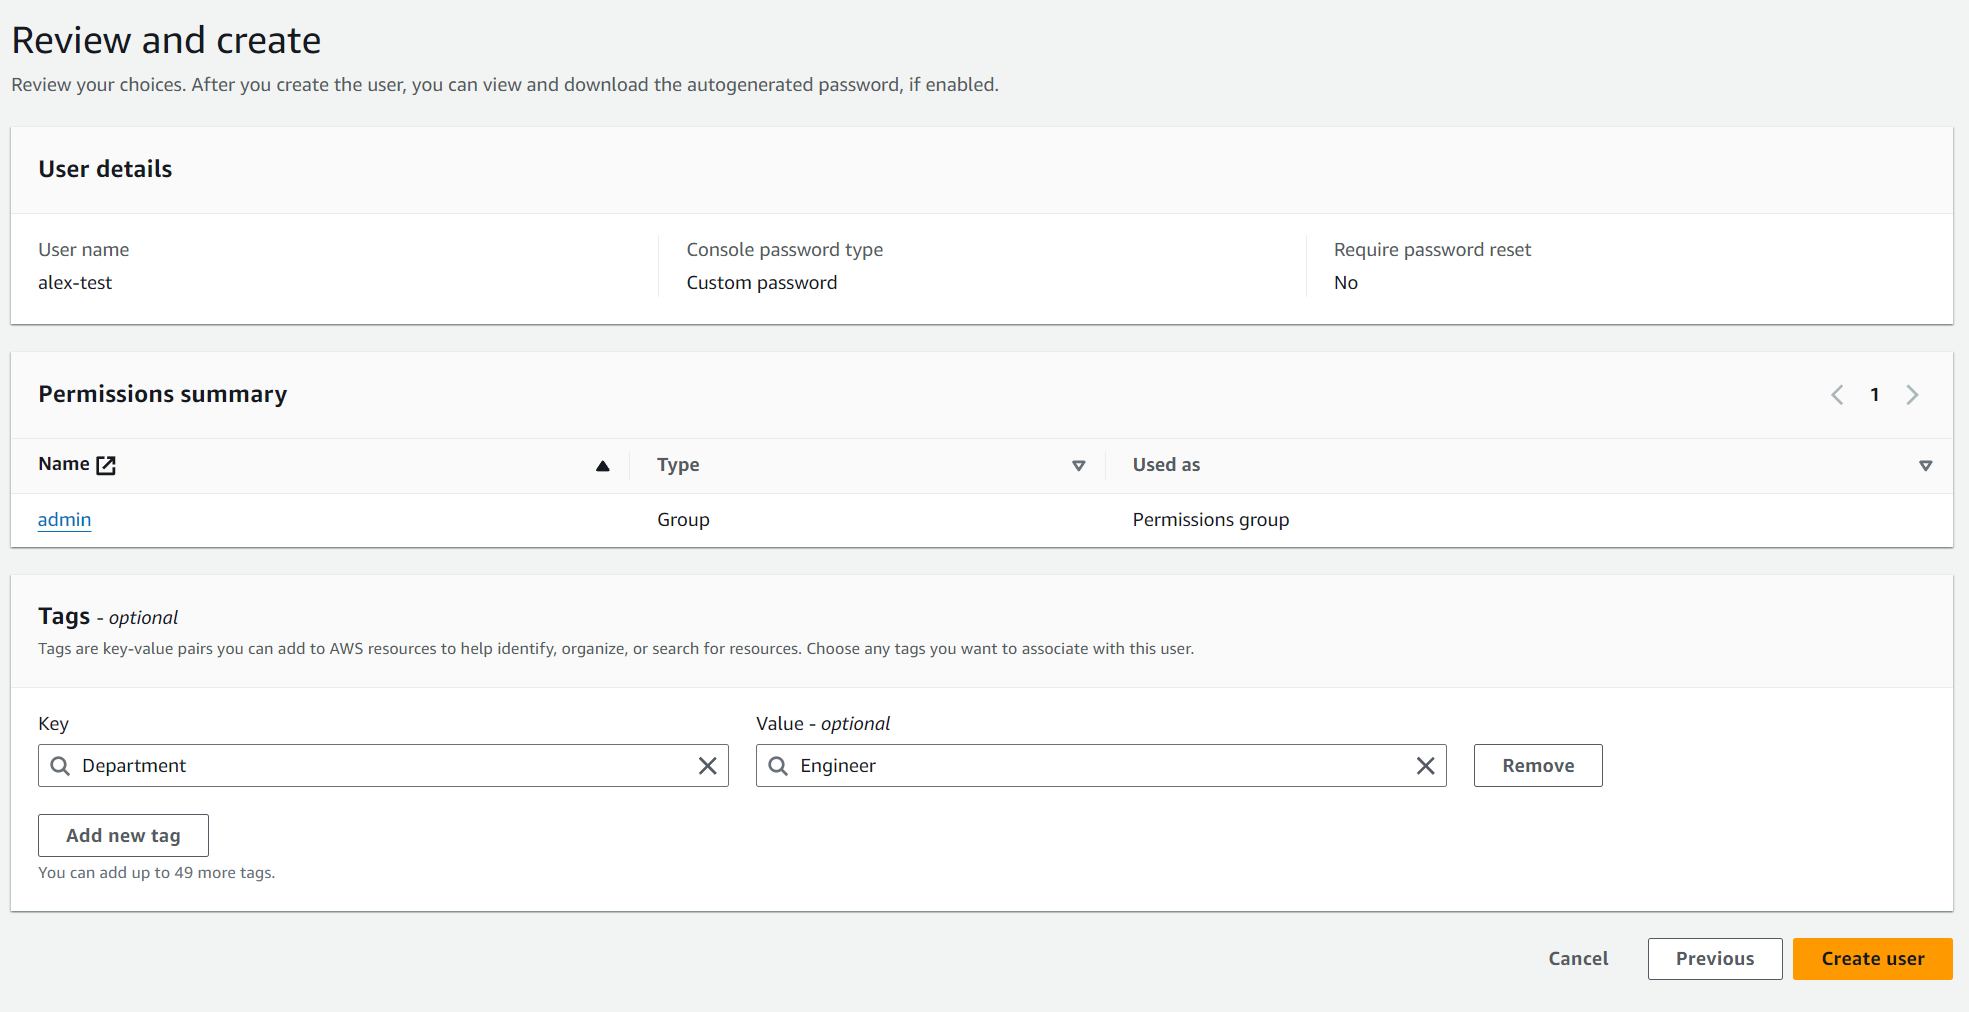 Review and create
Review your choices. After you create the user, you can view and download the autogenerated password, if enabled.
User details
User name
alex-test
Console password type
Custom password
Require password reset
No
Permissions summary
1
Name
Type
Used as
admin
Group
Permissions group
Tags - optional
Tags are key-value pairs you can add to AWS resources to help identify, organize, or search for resources. Choose any tags you want to associate with this user.
Key
Value - optional
Department
Engineer
Remove
Add new tag
You can add up to 49 more tags.
Cancel
Previous
Create user